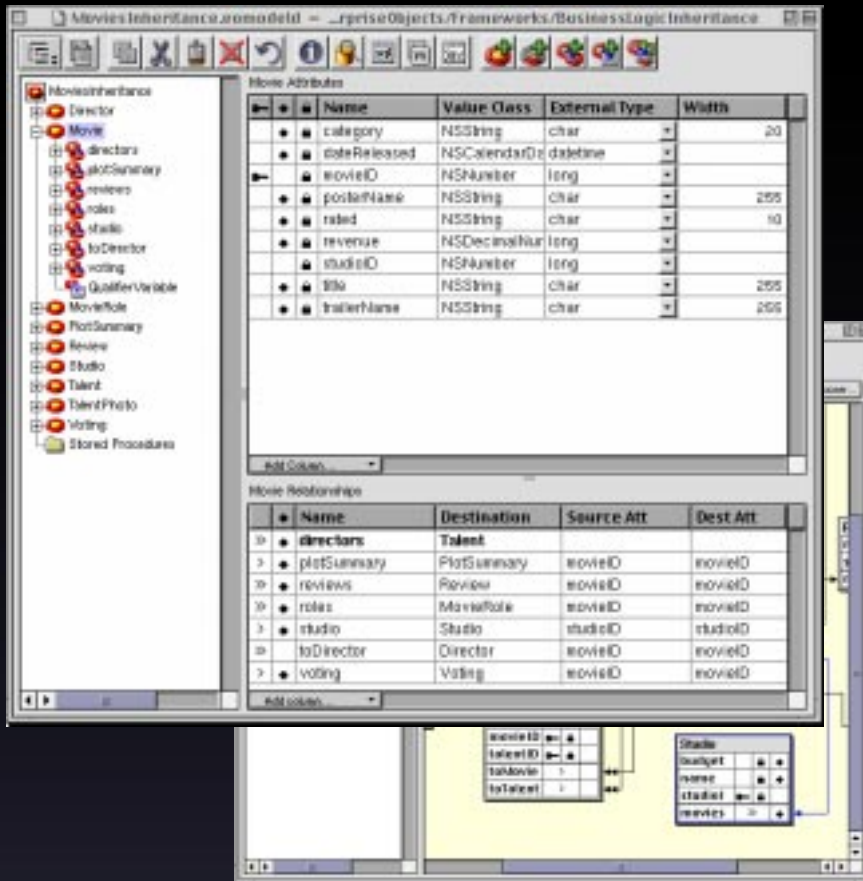 MoviesInheritance.eomodeld — ...rpriseObjects/Frameworks/BusinessLogicInheritance
MoviesInheritance
Director
Movie
directors
plotSummary
reviews
roles
studio
toDirector
voting
QualifierVariable
MovieRole
PlotSummary
Review
Studio
Talent
TalentPhoto
Voting
Stored Procedures
Movie Attributes
Name Value Class External Type Width
category NSString char 20
dateReleased NSCalendarDa datetime
movieID NSNumber long
posterName NSString char 255
rated NSString char 10
revenue NSDecimalNur long
studioID NSNumber long
title NSString char 255
trailerName NSString char 255
Add Column...
Movie Relationships
Name Destination Source Att Dest Att
directors Talent
plotSummary PlotSummary movieID movieID
reviews Review movieID movieID
roles MovieRole movieID movieID
studio Studio studioID studioID
toDirector Director movieID movieID
voting Voting movieID movieID
Add column...
movieID
talentID
toMovie
toTalent
Studio
budget
name
studioI
movies